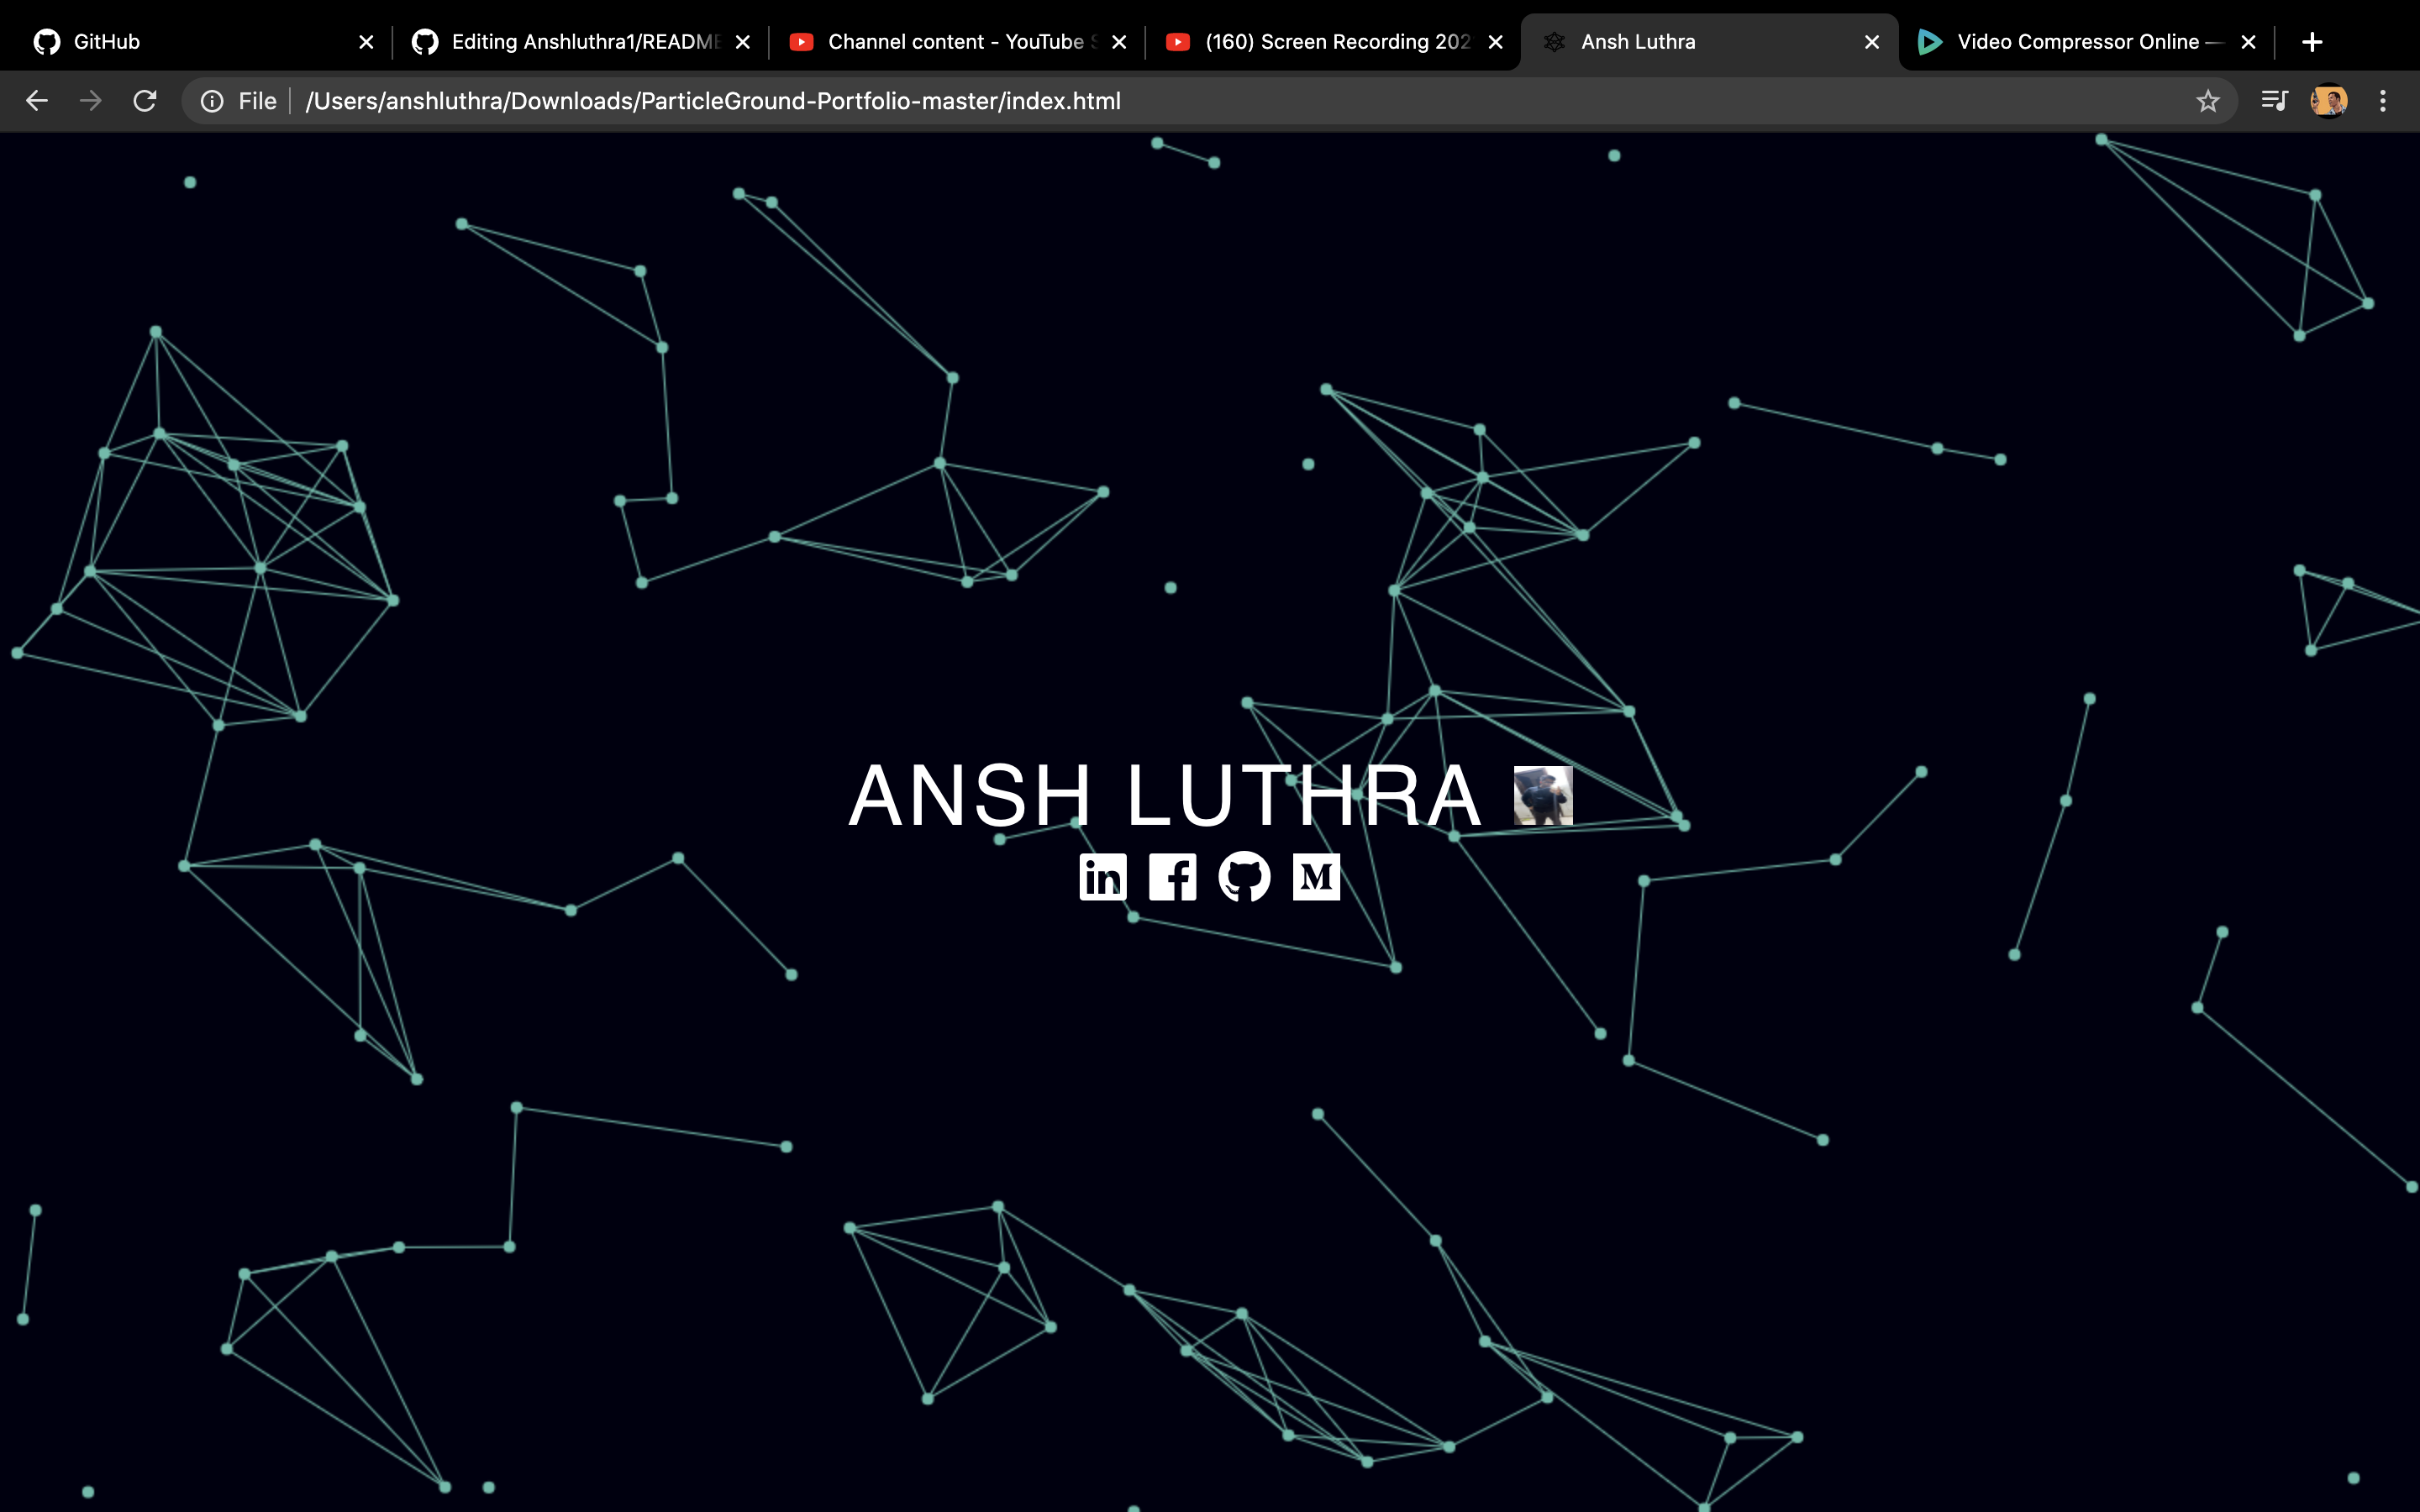 GitHub
Editing Anshluthra1/README
Channel content - YouTube S
(160) Screen Recording 202
Ansh Luthra
Video Compressor Online —
File
/Users/anshluthra/Downloads/ParticleGround-Portfolio-master/index.html
ANSH LUTHRA